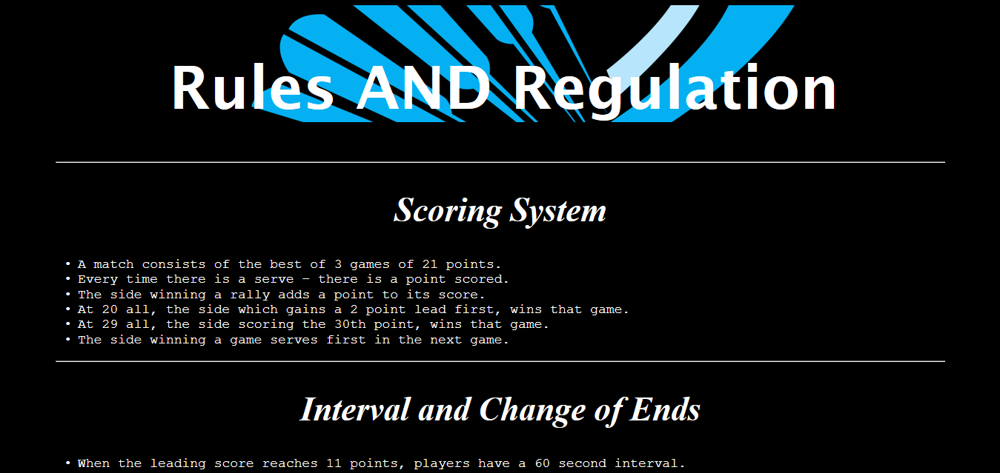 Rules AND Regulation
Scoring System
• A match consists of the best of 3 games of 21 points.
• Every time there is a serve – there is a point scored.
• The side winning a rally adds a point to its score.
• At 20 all, the side which gains a 2 point lead first, wins that game.
• At 29 all, the side scoring the 30th point, wins that game.
• The side winning a game serves first in the next game.
Interval and Change of Ends
• When the leading score reaches 11 points, players have a 60 second interval.